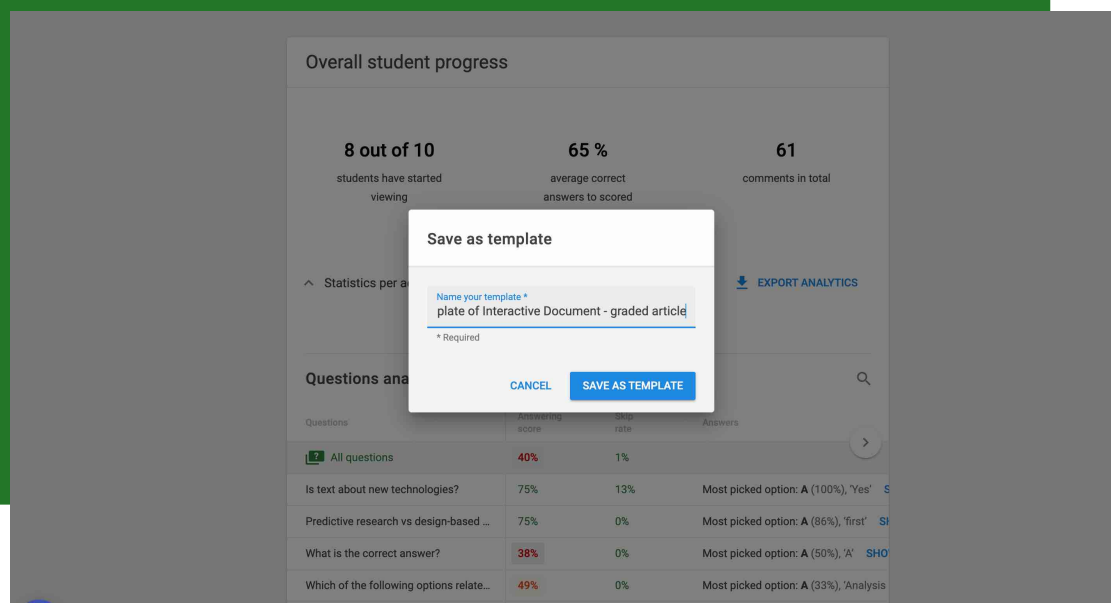 Overall student progress
8 out of 10
students have started
viewing
65 %
average correct
answers to scored
61
comments in total
Save as template
Name your template *
plate of Interactive Document - graded article
* Required
CANCEL
SAVE AS TEMPLATE
Statistics per a
EXPORT ANALYTICS
Questions ana
Questions
Answering
score
Skip
rate
Answers
All questions 40% 1%
Is text about new technologies? 75% 13% Most picked option: A (100%), 'Yes' S
Predictive research vs design-based ... 75% 0% Most picked option: A (86%), 'first' SH
What is the correct answer? 38% 0% Most picked option: A (50%), 'A' SHO
Which of the following options relate... 49% 0% Most picked option: A (33%), 'Analysis